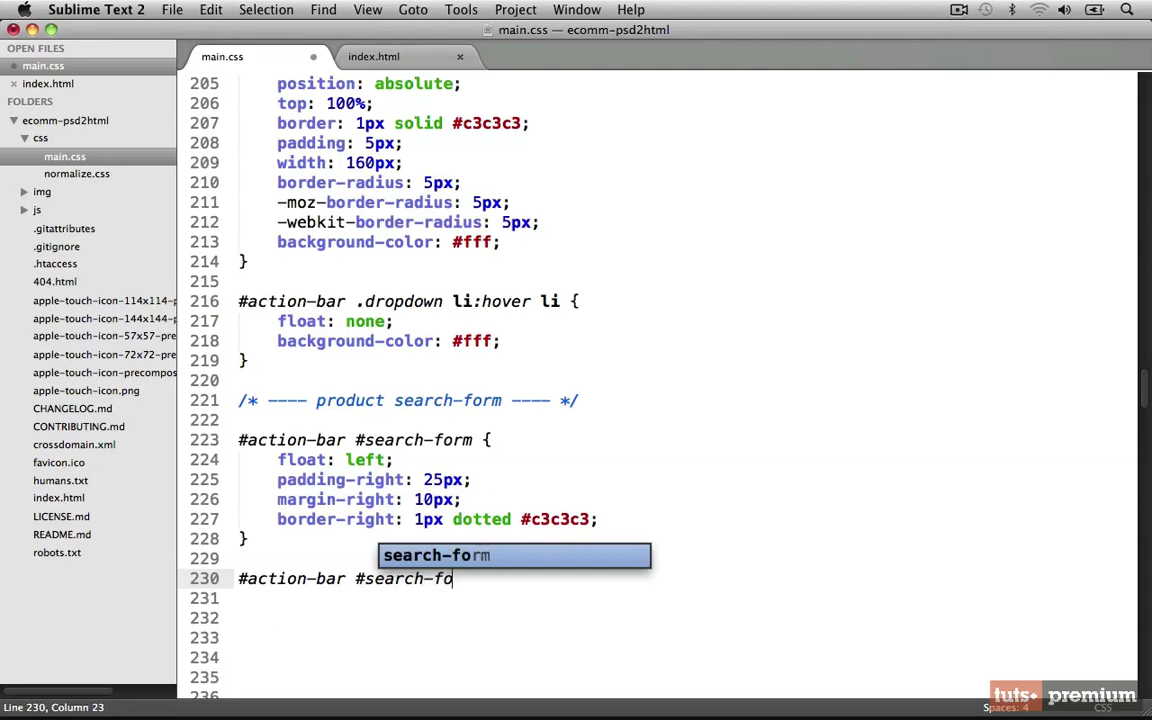 Sublime Text 2 File Edit Selection Find View Goto Tools Project Window Help
main.css — ecomm-psd2html
OPEN FILES
main.css
index.html
FOLDERS
ecomm-psd2html
css
main.css
normalize.css
img
js
.gitattributes
.gitignore
.htaccess
404.html
apple-touch-icon-114x114-p
apple-touch-icon-144x144-p
apple-touch-icon-57x57-pre
apple-touch-icon-72x72-pre
apple-touch-icon-precompos
apple-touch-icon.png
CHANGELOG.md
CONTRIBUTING.md
crossdomain.xml
favicon.ico
humans.txt
index.html
LICENSE.md
README.md
robots.txt
main.css index.html
205 position: absolute;
206 top: 100%;
207 border: 1px solid #c3c3c3;
208 padding: 5px;
209 width: 160px;
210 border-radius: 5px;
211 -moz-border-radius: 5px;
212 -webkit-border-radius: 5px;
213 background-color: #fff;
214 }
215
216 #action-bar .dropdown li:hover li {
217 float: none;
218 background-color: #fff;
219 }
220
221 /* ---- product search-form ---- */
222
223 #action-bar #search-form {
224 float: left;
225 padding-right: 25px;
226 margin-right: 10px;
227 border-right: 1px dotted #c3c3c3;
228 }
229
search-form
230 #action-bar #search-fo
231
232
233
234
235
236
Line 230, Column 23
Spaces: 4
CSS
tuts+ premium